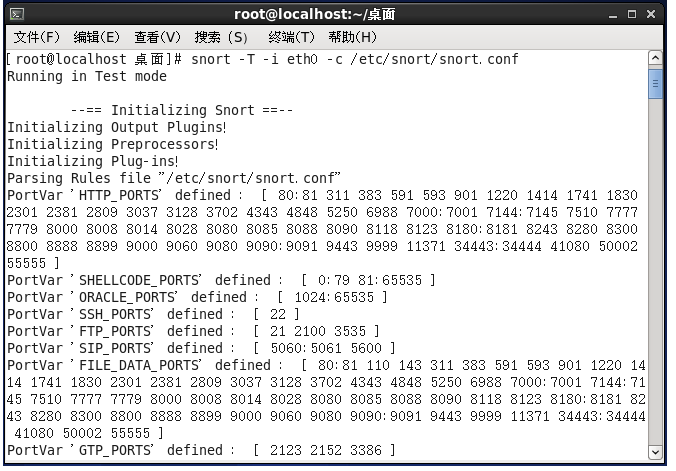 root@localhost:~/桌面
文件(F) 编辑(E) 查看(V) 搜索 (S) 终端(T) 帮助(H)
[root@localhost 桌面]# snort -T -i eth0 -c /etc/snort/snort.conf
Running in Test mode
--== Initializing Snort ==--
Initializing Output Plugins!
Initializing Preprocessors!
Initializing Plug-ins!
Parsing Rules file "/etc/snort/snort.conf"
PortVar 'HTTP_PORTS' defined :  [ 80:81 311 383 591 593 901 1220 1414 1741 1830
2301 2381 2809 3037 3128 3702 4343 4848 5250 6988 7000:7001 7144:7145 7510 7777
7779 8000 8008 8014 8028 8080 8085 8088 8090 8118 8123 8180:8181 8243 8280 8300
8800 8888 8899 9000 9060 9080 9090:9091 9443 9999 11371 34443:34444 41080 50002
55555 ]
PortVar 'SHELLCODE_PORTS' defined :  [ 0:79 81:65535 ]
PortVar 'ORACLE_PORTS' defined :  [ 1024:65535 ]
PortVar 'SSH_PORTS' defined :  [ 22 ]
PortVar 'FTP_PORTS' defined :  [ 21 2100 3535 ]
PortVar 'SIP_PORTS' defined :  [ 5060:5061 5600 ]
PortVar 'FILE_DATA_PORTS' defined :  [ 80:81 110 143 311 383 591 593 901 1220 14
14 1741 1830 2301 2381 2809 3037 3128 3702 4343 4848 5250 6988 7000:7001 7144:71
45 7510 7777 7779 8000 8008 8014 8028 8080 8085 8088 8090 8118 8123 8180:8181 82
43 8280 8300 8800 8888 8899 9000 9060 9080 9090:9091 9443 9999 11371 34443:34444
41080 50002 55555 ]
PortVar 'GTP_PORTS' defined :  [ 2123 2152 3386 ]